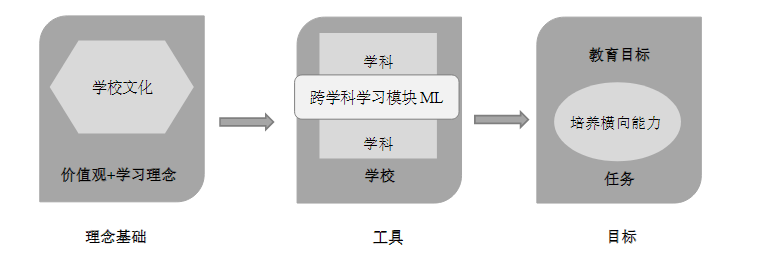 学校文化
价值观+学习理念
理念基础
学科
跨学科学习模块 ML
学科
学校
工具
教育目标
培养横向能力
任务
目标